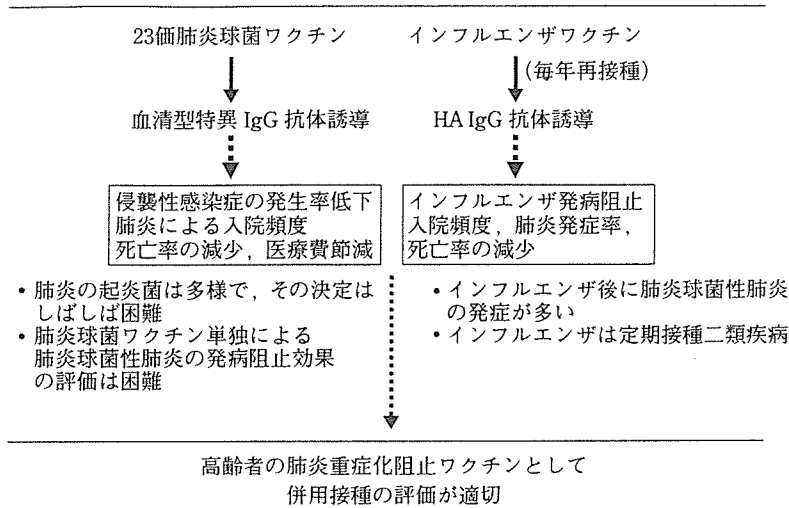 23価肺炎球菌ワクチン
血清型特異 IgG 抗体誘導
侵襲性感染症の発生率低下
肺炎による入院頻度
死亡率の減少，医療費節減
• 肺炎の起炎菌は多様で，その決定は
しばしば困難
• 肺炎球菌ワクチン単独による
肺炎球菌性肺炎の発病阻止効果
の評価は困難
インフルエンザワクチン
(毎年再接種)
HA IgG 抗体誘導
インフルエンザ発病阻止
入院頻度，肺炎発症率，
死亡率の減少
• インフルエンザ後に肺炎球菌性肺炎
の発症が多い
• インフルエンザは定期接種二類疾病
高齢者の肺炎重症化阻止ワクチンとして
併用接種の評価が適切